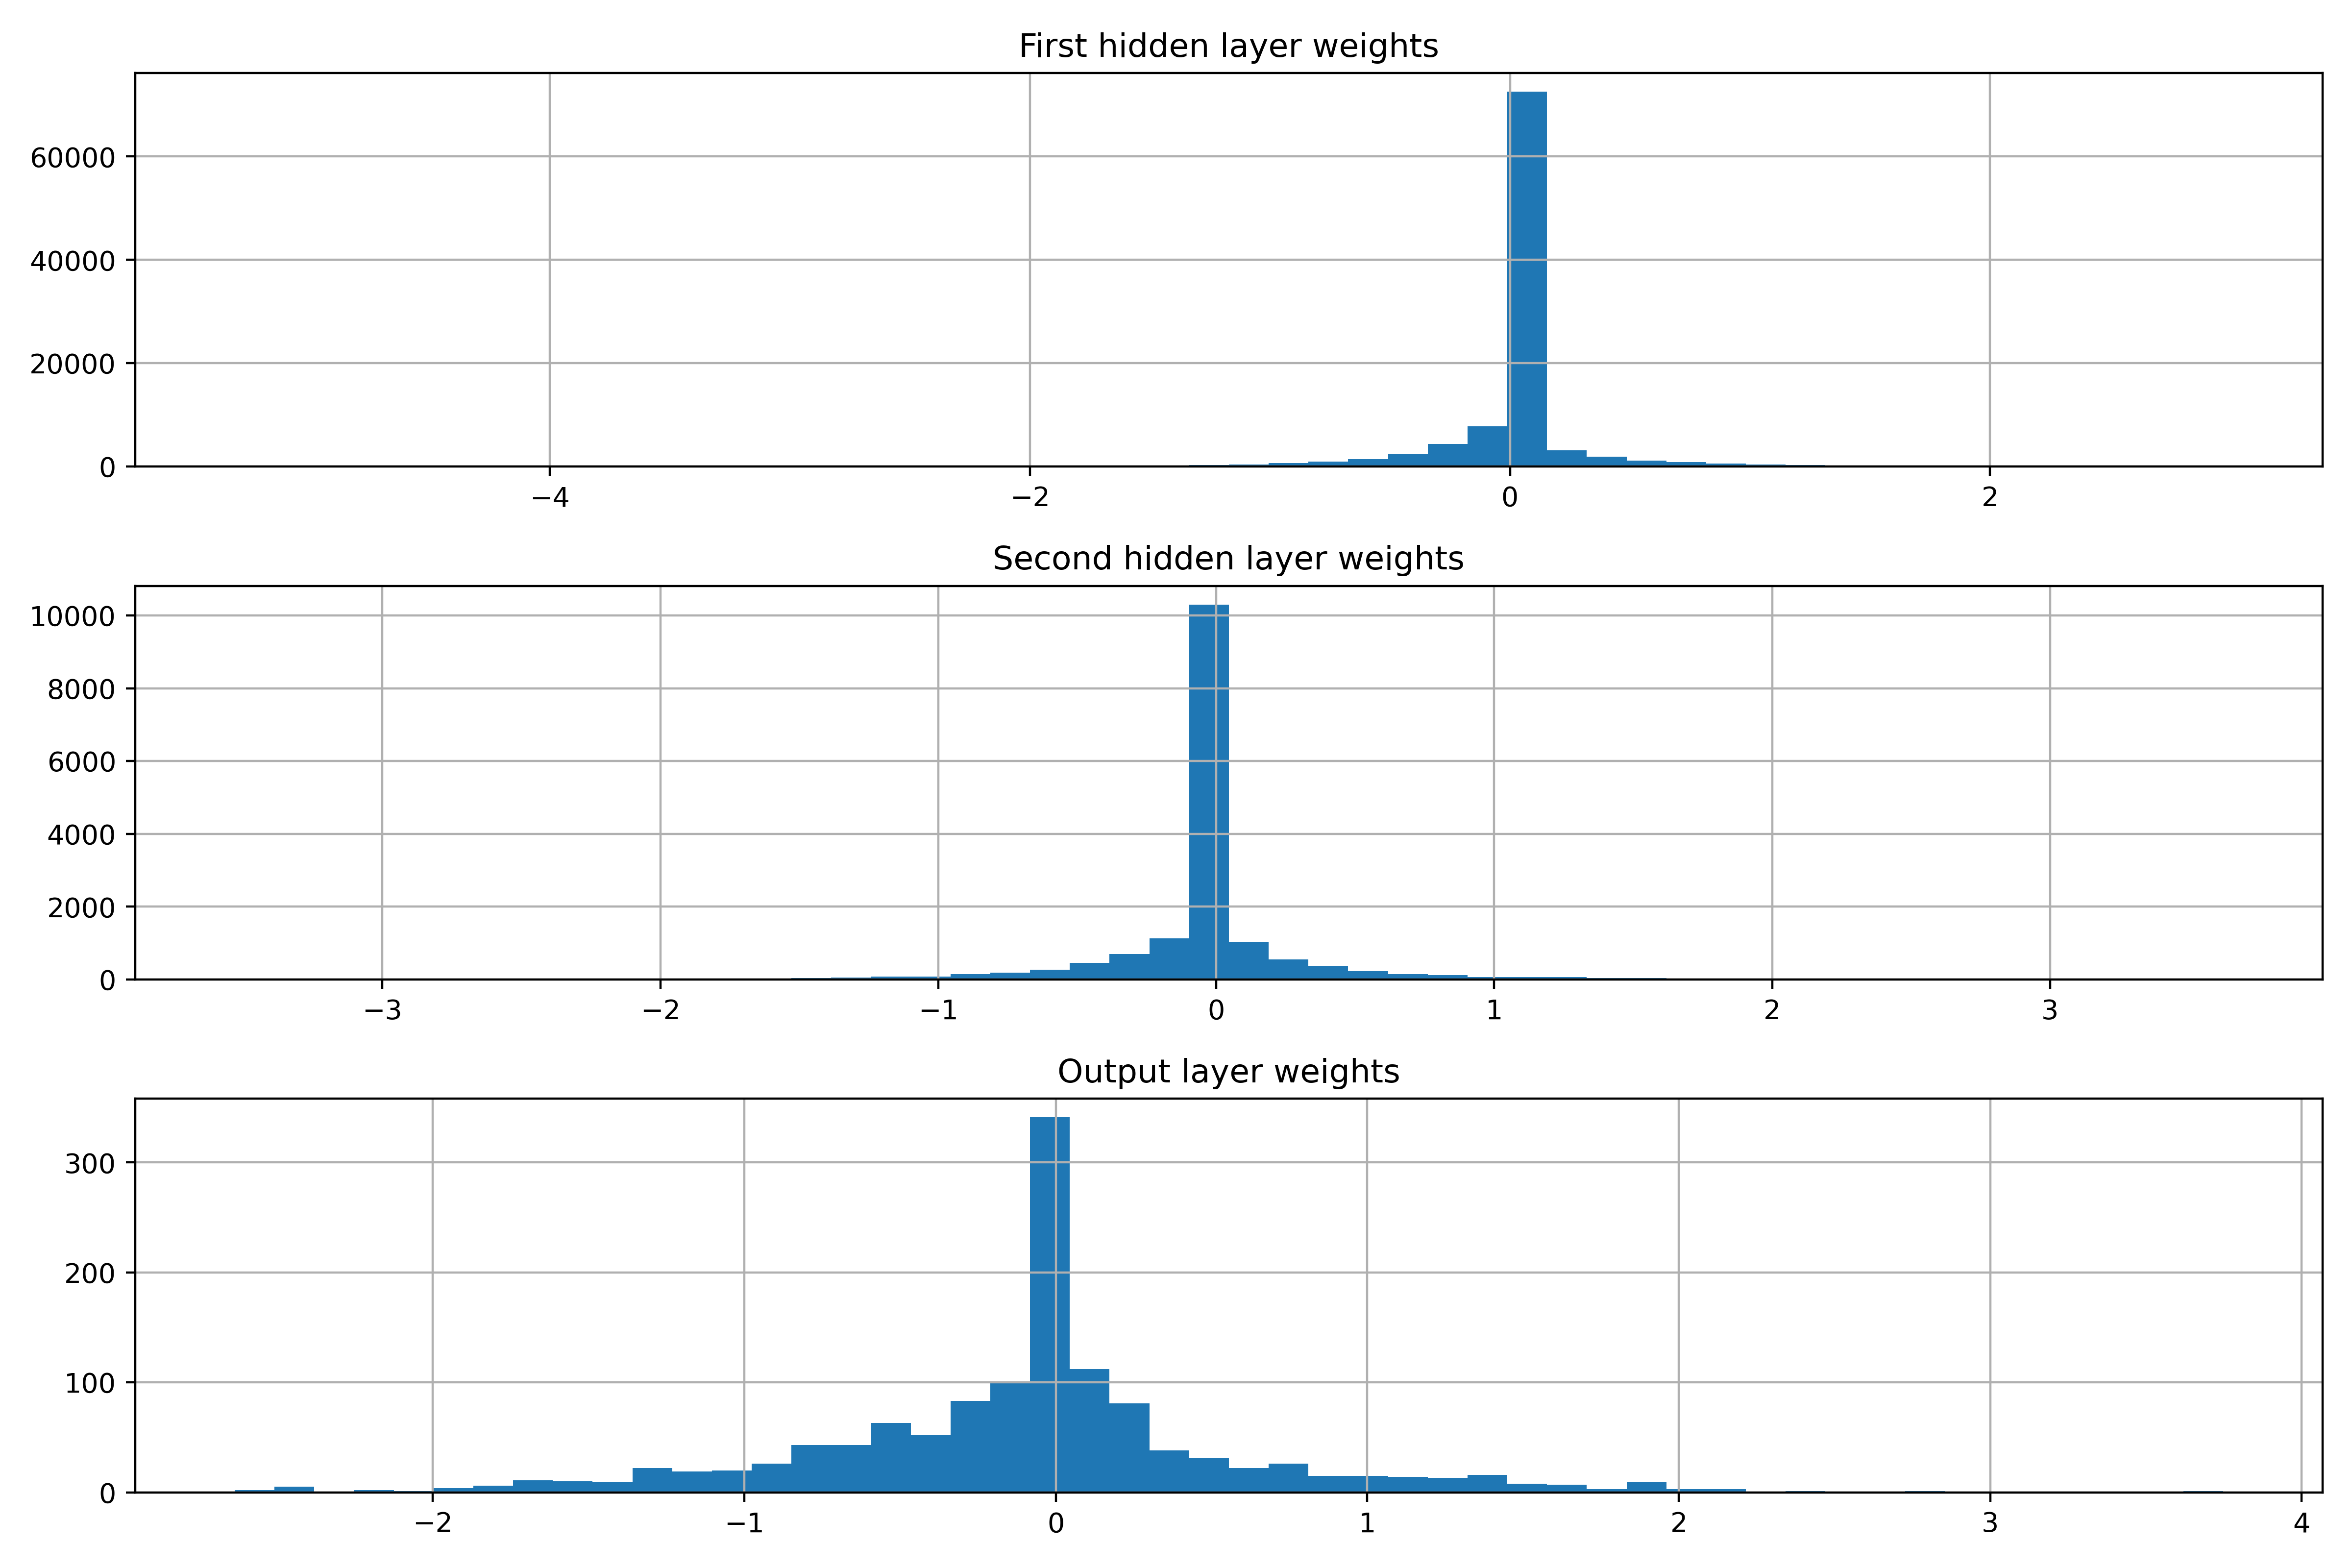 First hidden layer weights
60000
40000
20000
0
−4 −2 0 2
Second hidden layer weights
10000
8000
6000
4000
2000
0
−3 −2 −1 0 1 2 3
Output layer weights
300
200
100
0
−2 −1 0 1 2 3 4